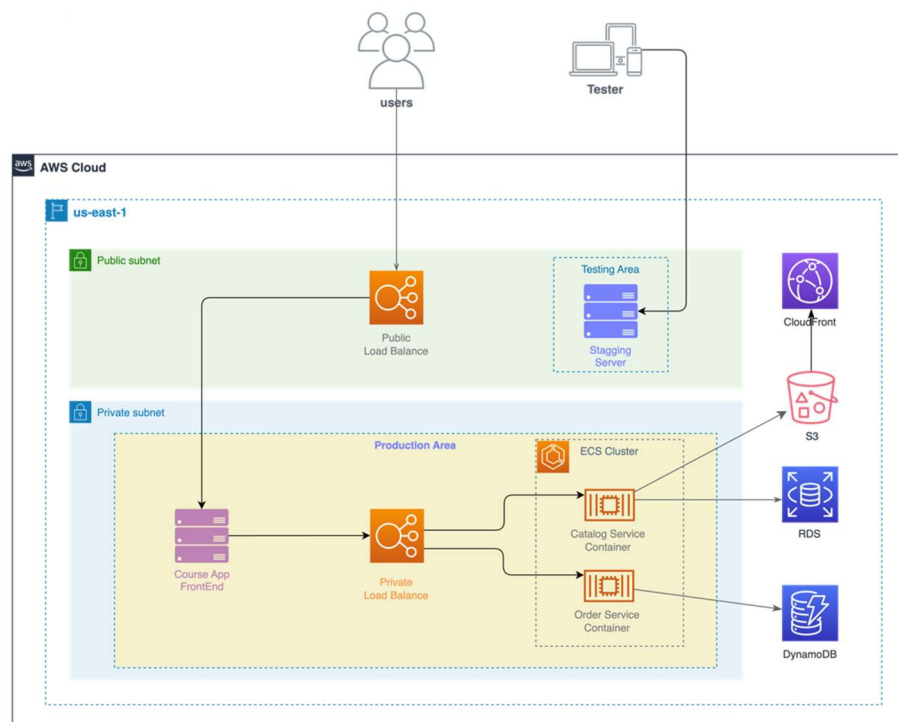 users
Tester
aws
AWS Cloud
us-east-1
Public subnet
Testing Area
Public
Load Balance
Stagging
Server
CloudFront
Private subnet
Production Area
ECS Cluster
S3
Catalog Service
Container
RDS
Course App
FrontEnd
Private
Load Balance
Order Service
Container
DynamoDB